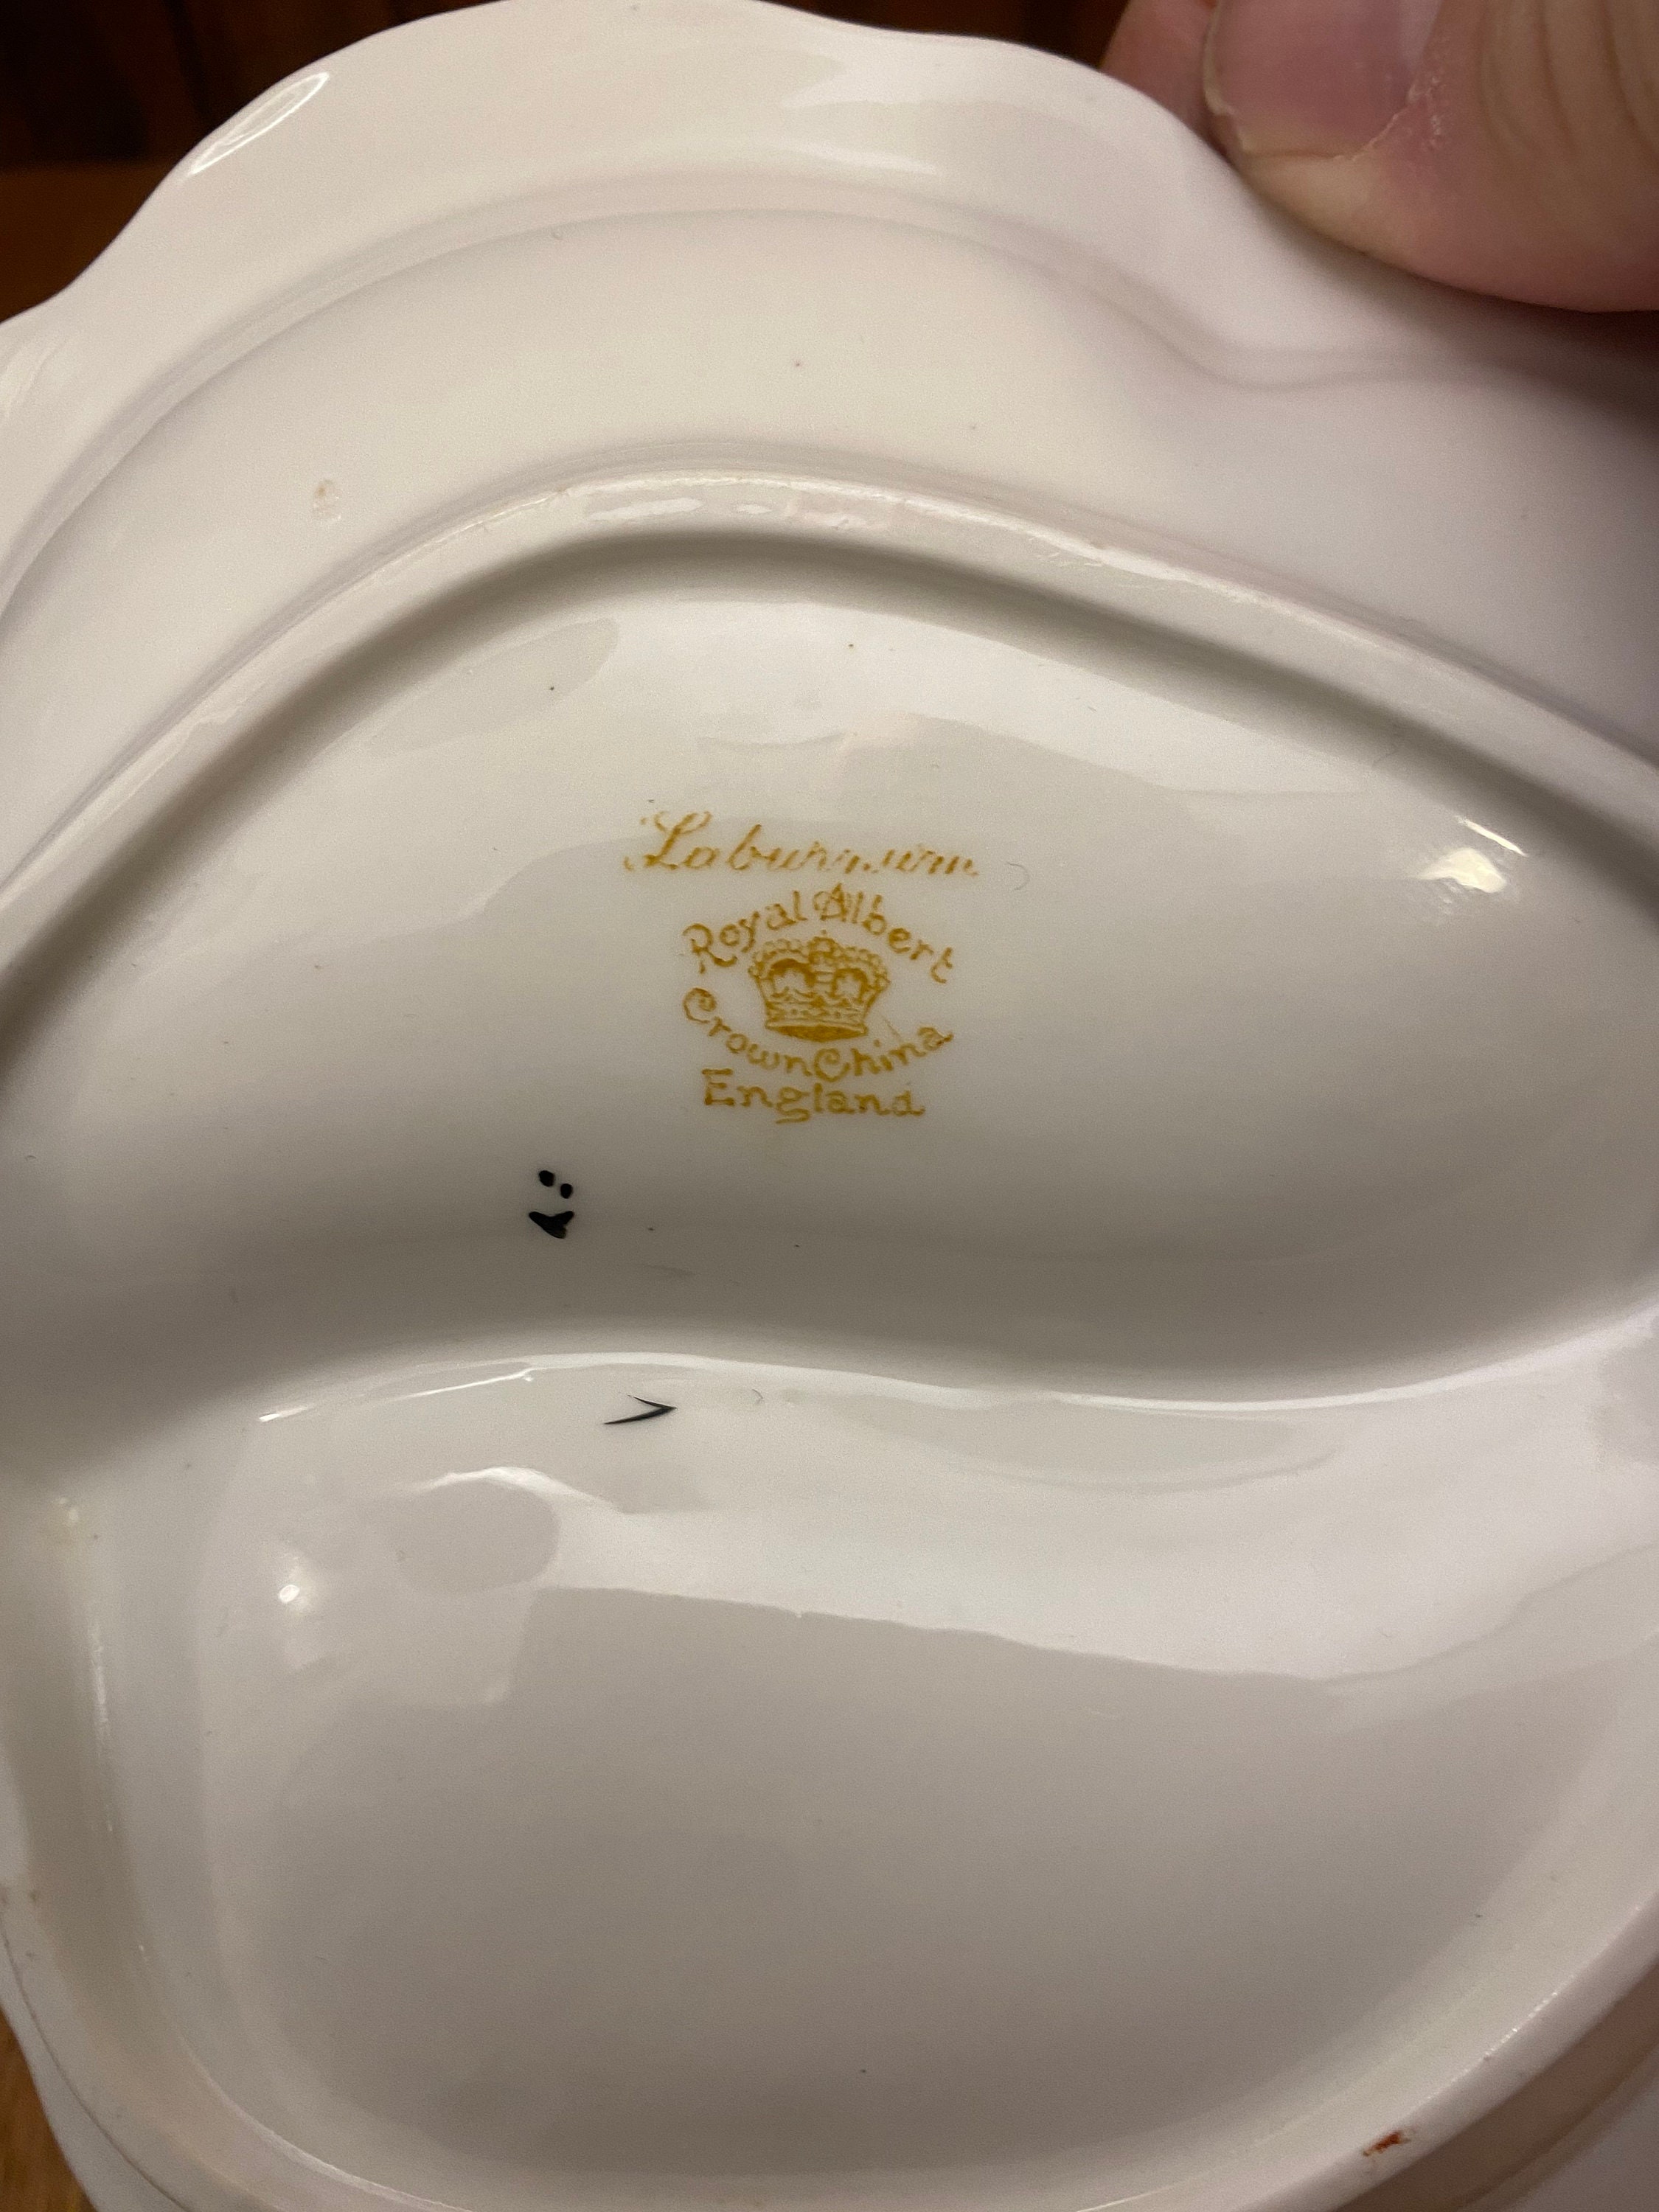 Laburnum
Royal Albert
Crown China
England